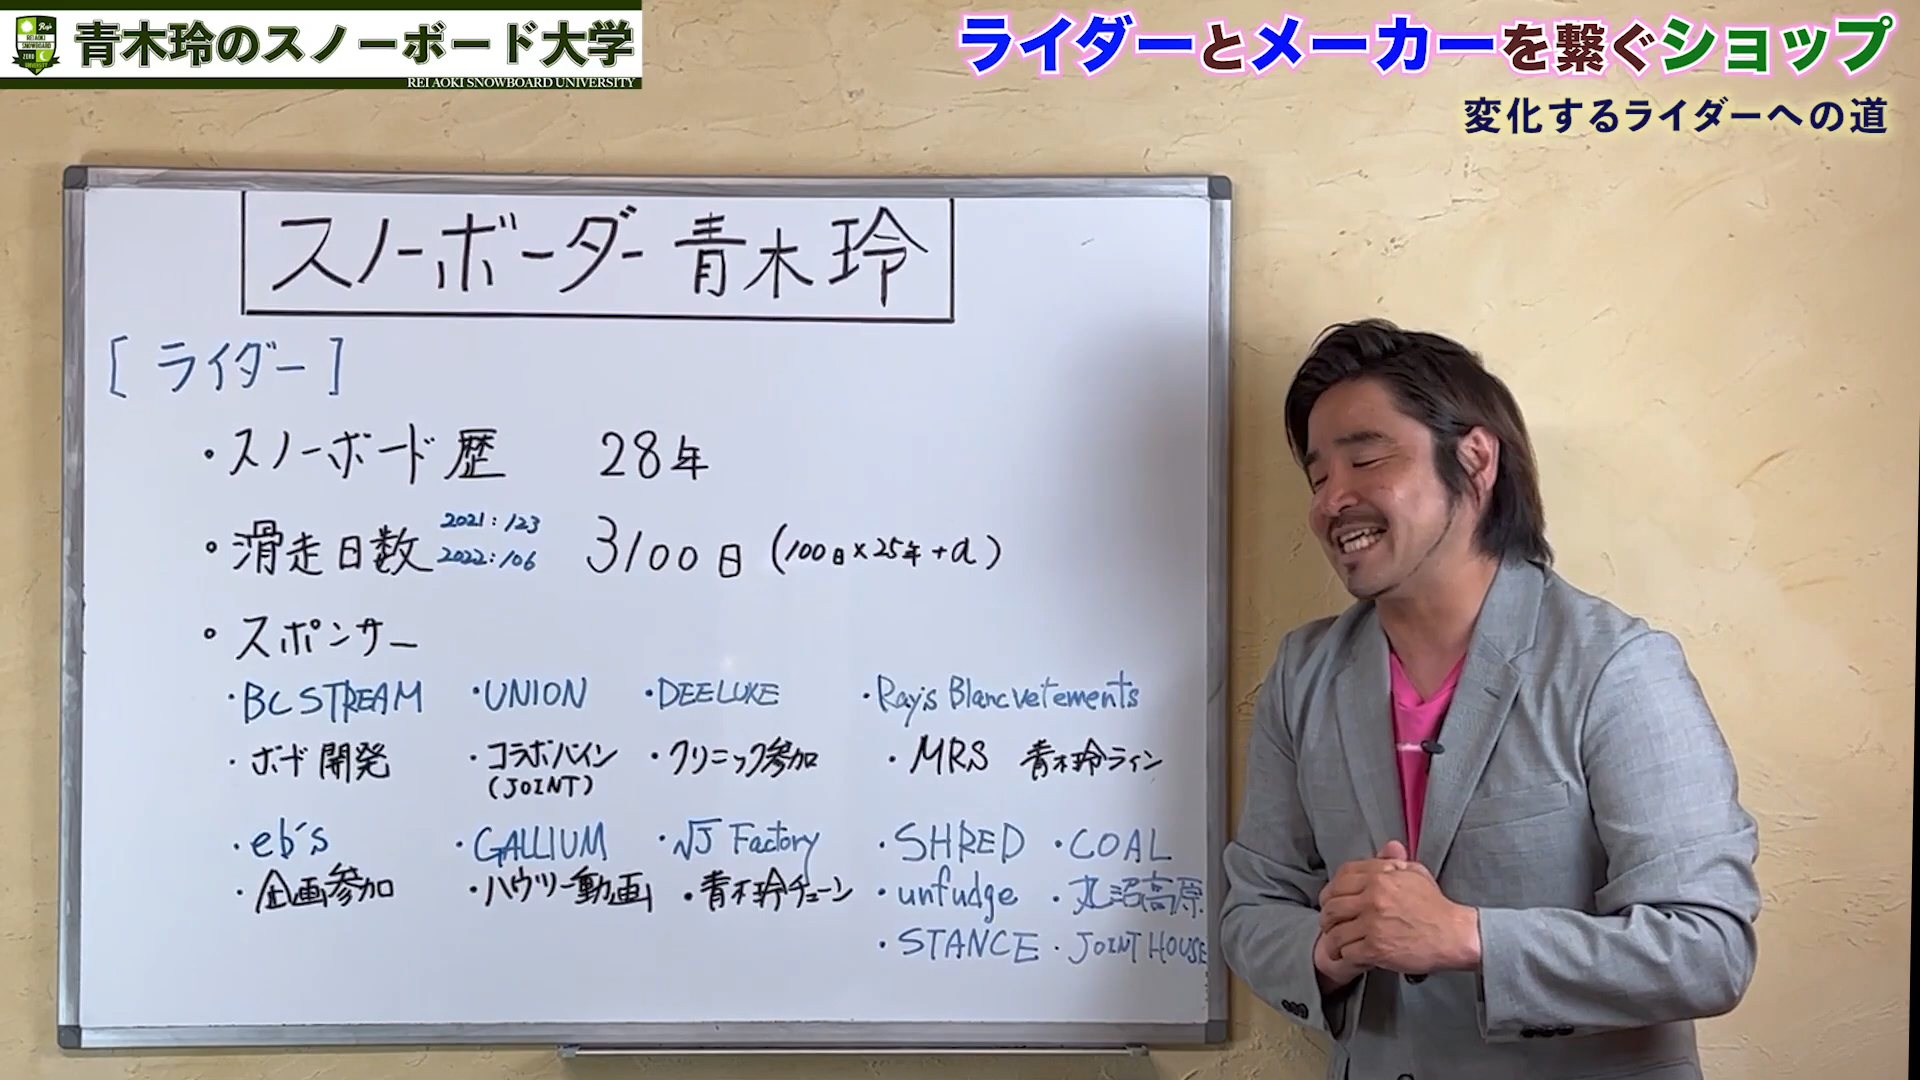 Rei's
REI AOKI
SNOWBOARD
ZERO
UNIVERSITY
青木玲のスノーボード大学
REI AOKI SNOWBOARD UNIVERSITY
ライダーとメーカーを繋ぐショップ
変化するライダーへの道
スノーボーダー 青木玲
[ ライダー ]
・スノーボード歴 28年
・滑走日数 2021:123 2022:106 3100日 (100日×25年+α)
・スポンサー
・BC STREAM ・UNION ・DEELUXE ・Ray's Blanc vetements
・ボード開発 ・コラボバイン (JOINT) ・クリニック参加 ・MRS 青木玲ライン
・eb's ・GALLIUM ・√J Factory ・SHRED ・COAL
・企画参加 ・ハウツー動画 ・青木玲チューン ・unfudge ・丸沼高原
・STANCE ・JOINT HOUSE